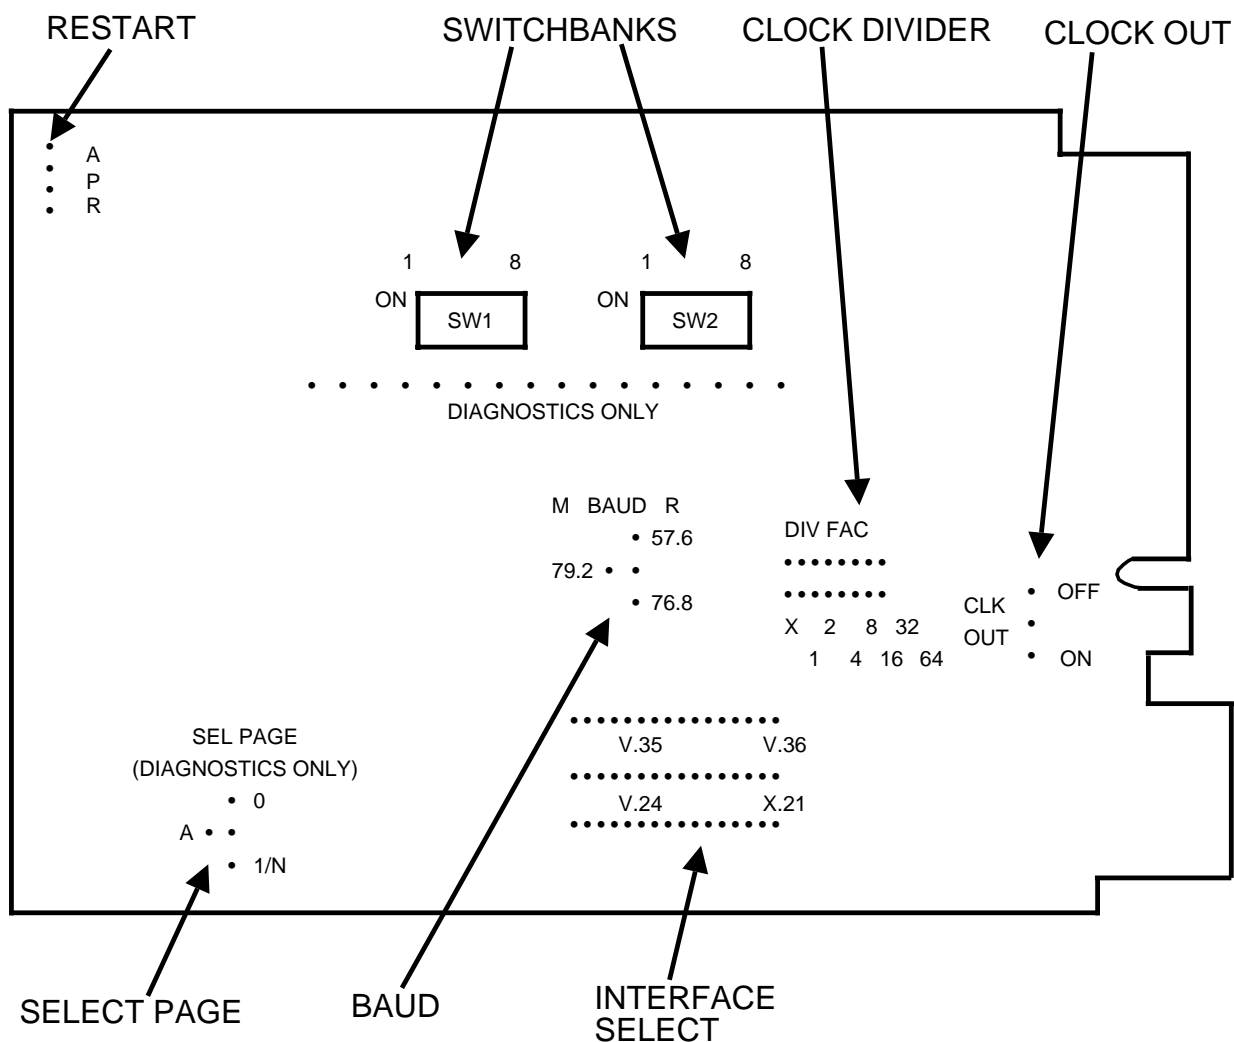 RESTART
SWITCHBANKS
CLOCK DIVIDER
CLOCK OUT
A
P
R
1 8
ON
SW1
1 8
ON
SW2
DIAGNOSTICS ONLY
M BAUD R
57.6
79.2
76.8
DIV FAC
X 2 8 32
1 4 16 64
CLK
OUT
OFF
ON
SEL PAGE
(DIAGNOSTICS ONLY)
0
A
1/N
V.35 V.36
V.24 X.21
SELECT PAGE
BAUD
INTERFACE
SELECT